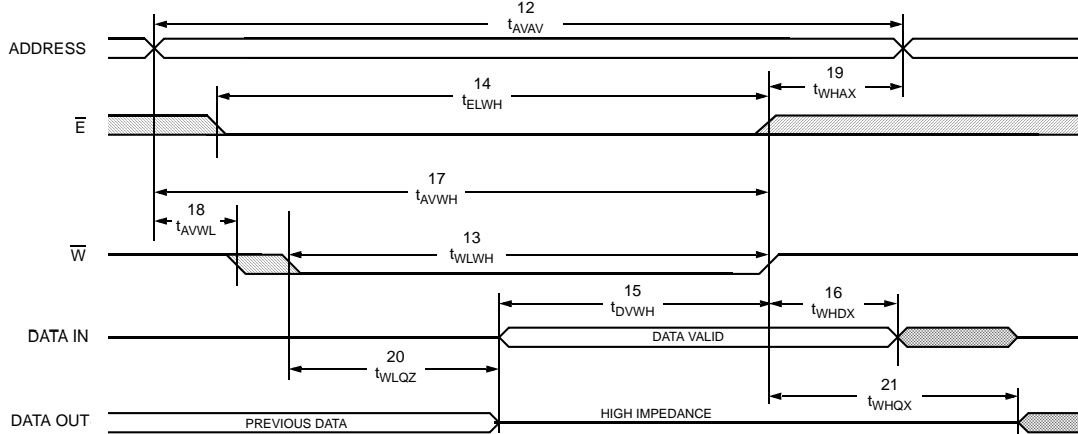 12
tAVAV
ADDRESS
14
tELWH
19
tWHAX
E
17
tAVWH
18
tAVWL
W
13
tWLWH
15
tDVWH
16
tWHDX
DATA IN
DATA VALID
20
tWLQZ
21
tWHQX
DATA OUT
PREVIOUS DATA
HIGH IMPEDANCE